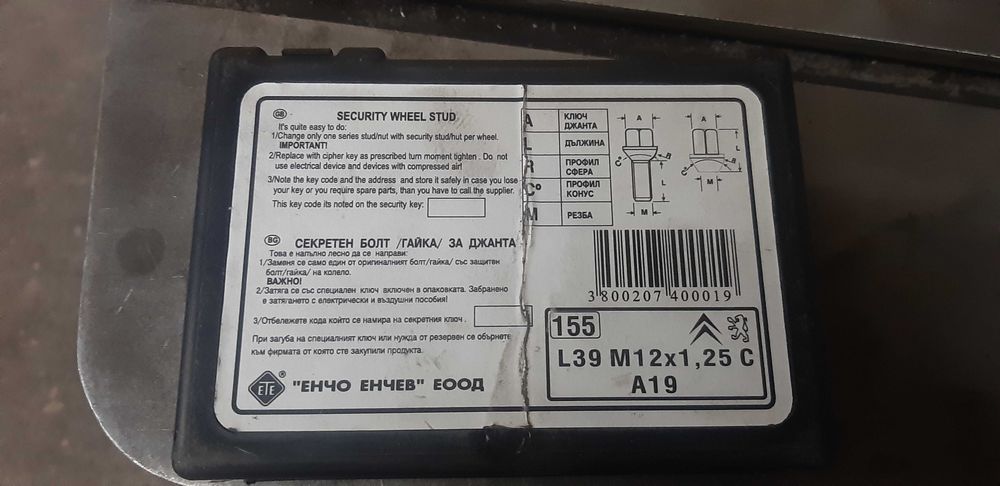 GB SECURITY WHEEL STUD
It's quite easy to do:
1/Change only one series stud/nut with security stud/nut per wheel.
IMPORTANT!
2/Replace with cipher key as prescribed turn moment tighten. Do not
use electrical device and devices with compressed air!
3/Note the key code and the address and store it safely in case you lose
your key or you require spare parts, than you have to call the supplier.
This key code its noted on the security key:
BG СЕКРЕТЕН БОЛТ /ГАЙКА/ ЗА ДЖАНТА
Това е напълно лесно да се направи:
1/Заменя се само един от оригиналният болт/гайка/ със защитен
болт/гайка/ на колело.
ВАЖНО!
2/Затяга се със специален ключ включен в опаковката. Забранено
е затягането с електрически и въздушни пособия!
3/Отбележете кода който се намира на секретния ключ.
При загуба на специалният ключ или нужда от резервен се обърнете
към фирмата от която сте закупили продукта.
ETE ® "ЕНЧО ЕНЧЕВ" ЕООД
A КЛЮЧ ДЖАНТА
L ДЪЛЖИНА
R ПРОФИЛ СФЕРА
C° ПРОФИЛ КОНУС
M РЕЗБА
A A
C° R L C° R L
M M
3 800207 400019
155
L39 M12x1,25 C
A19